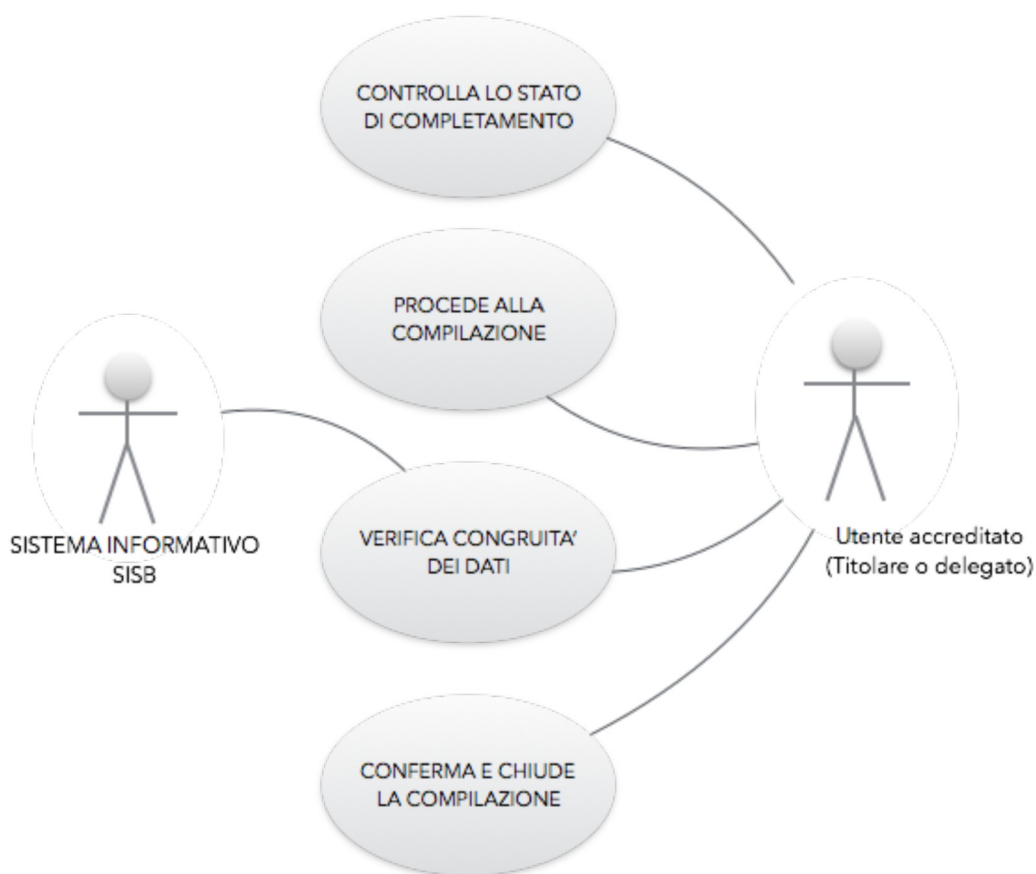 CONTROLLA LO STATO
DI COMPLETAMENTO
PROCEDE ALLA
COMPILAZIONE
SISTEMA INFORMATIVO
SISB
VERIFICA CONGRUITA’
DEI DATI
Utente accreditato
(Titolare o delegato)
CONFERMA E CHIUDE
LA COMPILAZIONE